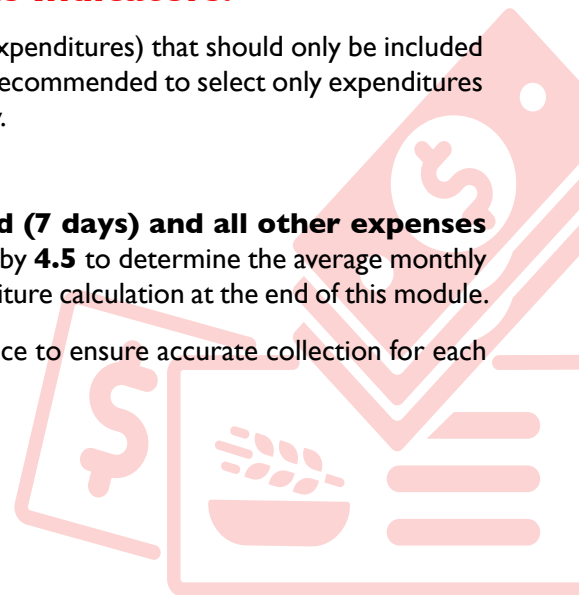 xpenditures) that should only be included
ecommended to select only expenditures
d (7 days) and all other expenses
by 4.5 to determine the average monthly
iture calculation at the end of this module.
ce to ensure accurate collection for each